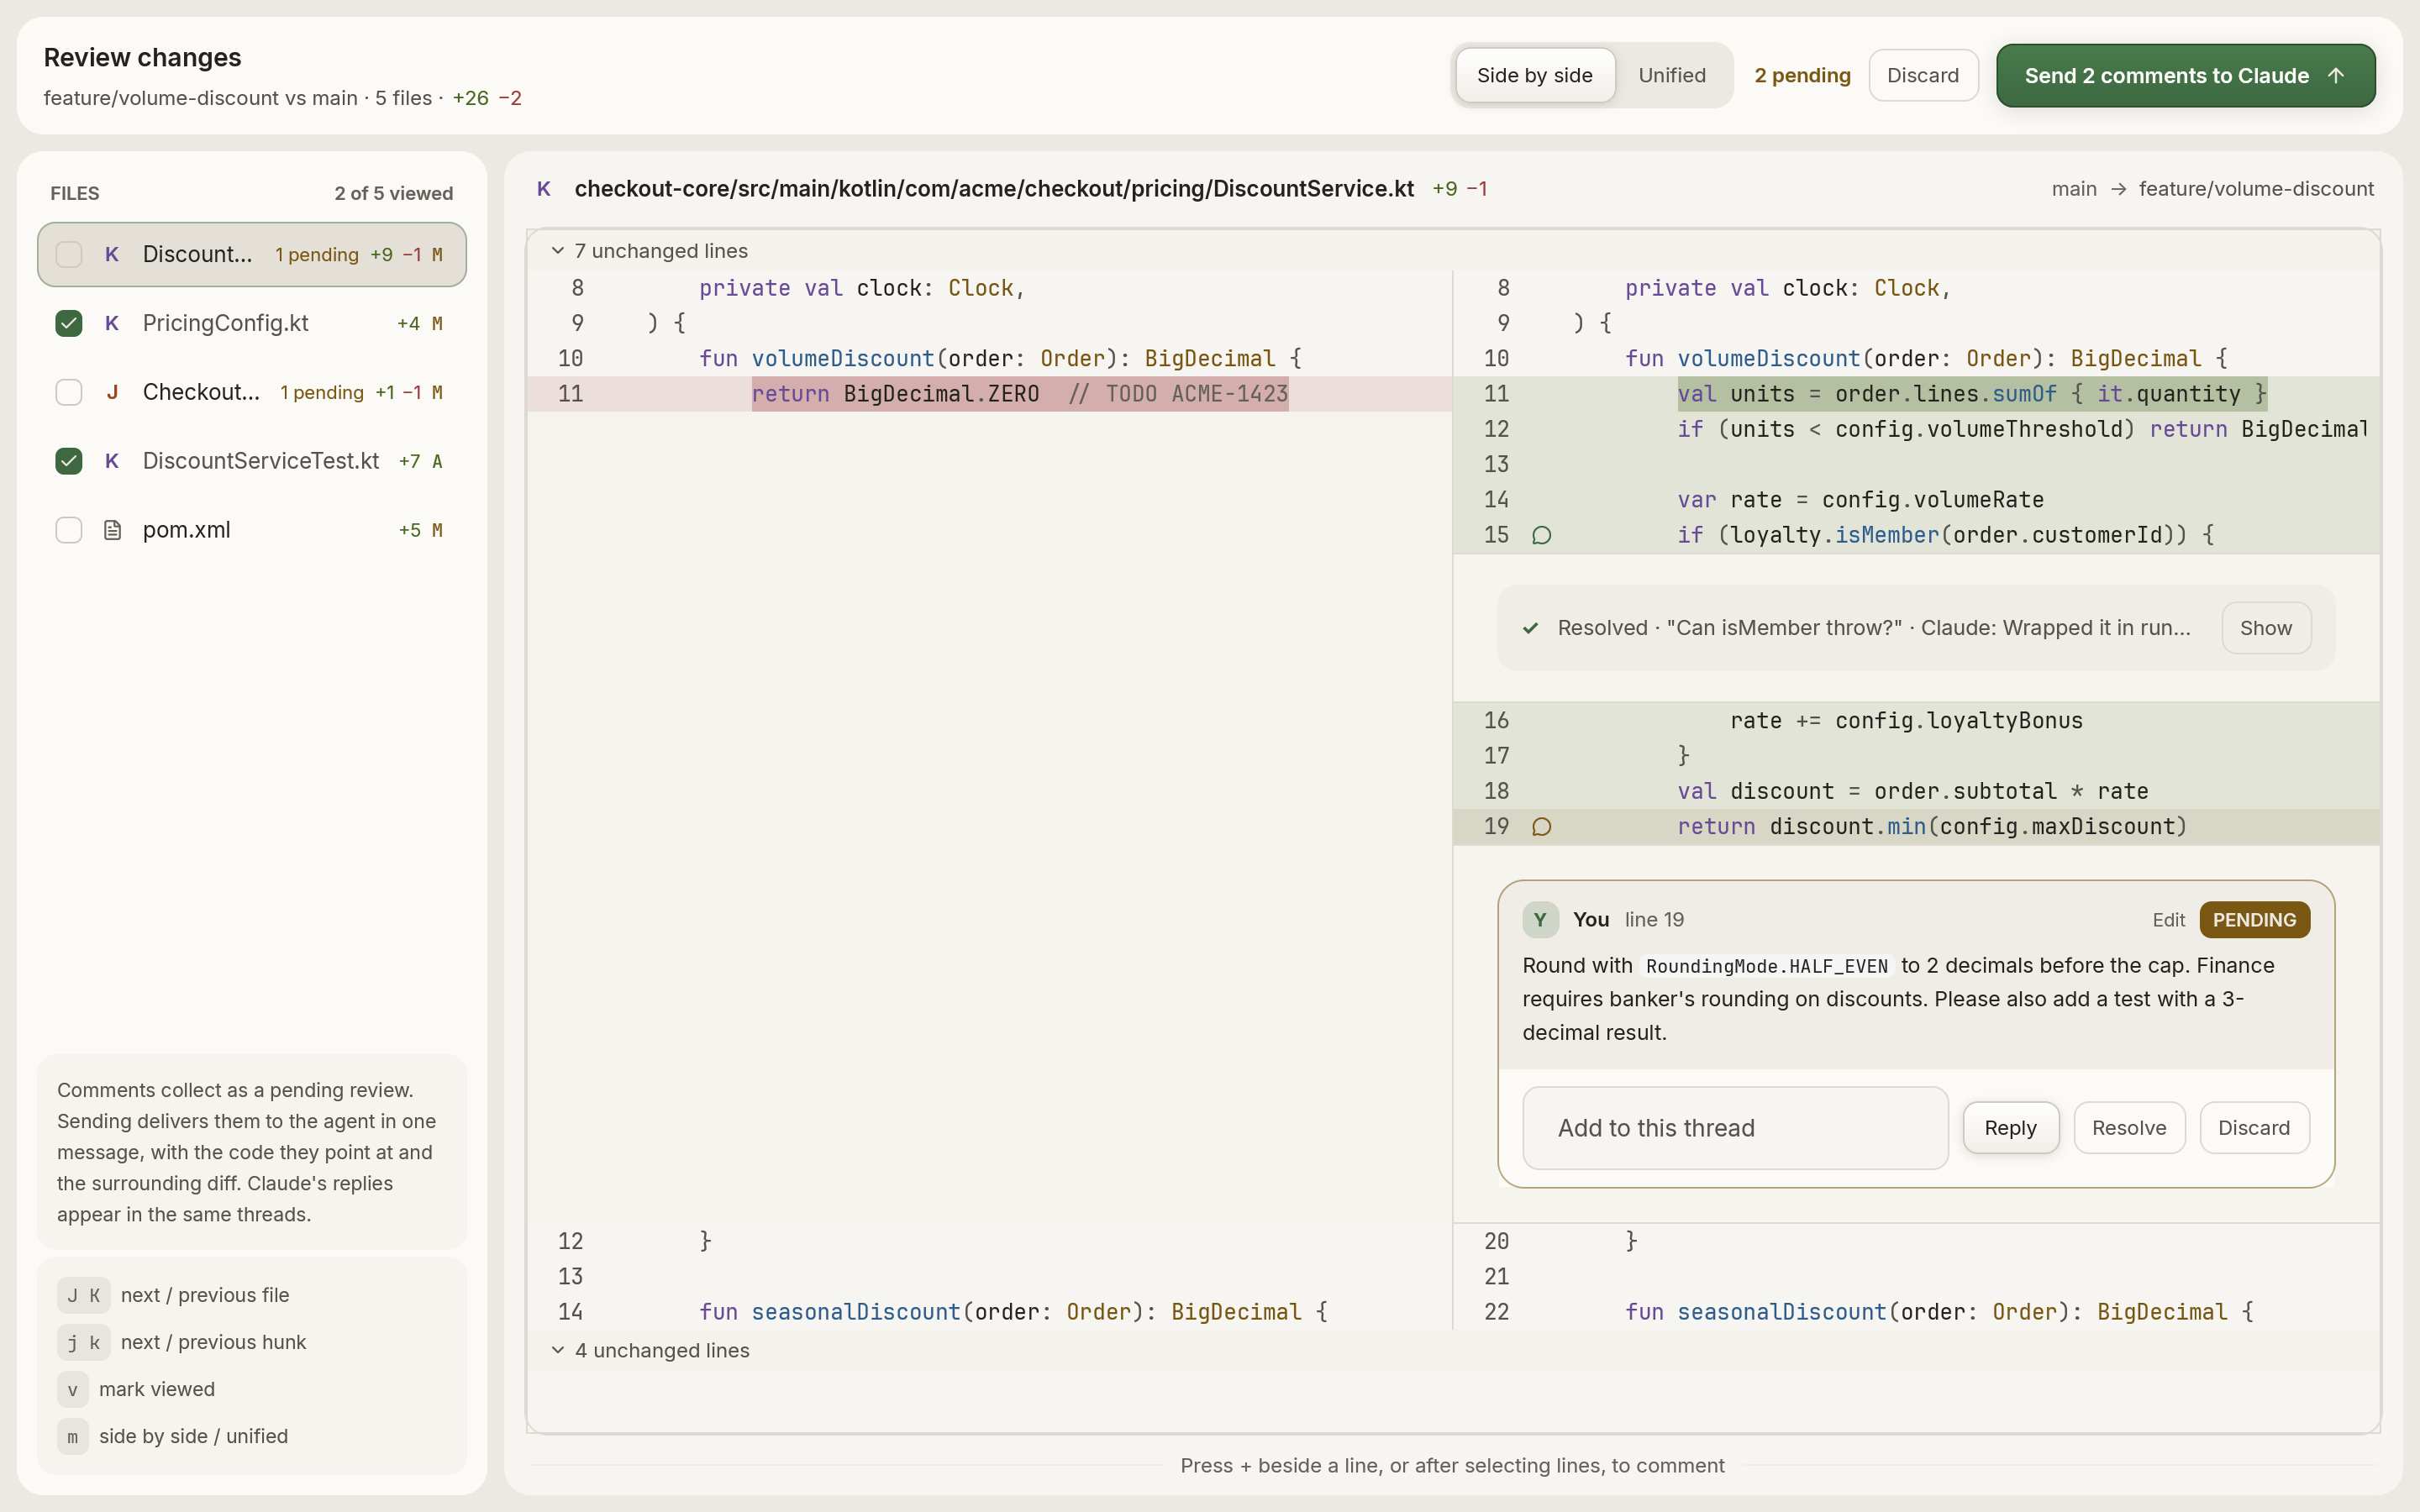 Review changes
feature/volume-discount vs main · 5 files · +26 −2
Side by side
Unified
2 pending
Discard
Send 2 comments to Claude ↑
FILES
2 of 5 viewed
K Discount... 1 pending +9 −1 M
K PricingConfig.kt +4 M
J Checkout... 1 pending +1 −1 M
K DiscountServiceTest.kt +7 A
pom.xml +5 M
Comments collect as a pending review.
Sending delivers them to the agent in one
message, with the code they point at and
the surrounding diff. Claude's replies
appear in the same threads.
J K next / previous file
j k next / previous hunk
v mark viewed
m side by side / unified
K checkout-core/src/main/kotlin/com/acme/checkout/pricing/DiscountService.kt +9 −1
main → feature/volume-discount
7 unchanged lines
8 private val clock: Clock,
9 ) {
10 fun volumeDiscount(order: Order): BigDecimal {
11 return BigDecimal.ZERO // TODO ACME-1423
12 }
13
14 fun seasonalDiscount(order: Order): BigDecimal {
8 private val clock: Clock,
9 ) {
10 fun volumeDiscount(order: Order): BigDecimal {
11 val units = order.lines.sumOf { it.quantity }
12 if (units < config.volumeThreshold) return BigDecimal
13
14 var rate = config.volumeRate
15 if (loyalty.isMember(order.customerId)) {
Resolved · "Can isMember throw?" · Claude: Wrapped it in run...
Show
16 rate += config.loyaltyBonus
17 }
18 val discount = order.subtotal * rate
19 return discount.min(config.maxDiscount)
Y You line 19
Edit
PENDING
Round with RoundingMode.HALF_EVEN to 2 decimals before the cap. Finance
requires banker's rounding on discounts. Please also add a test with a 3-
decimal result.
Add to this thread
Reply
Resolve
Discard
20 }
21
22 fun seasonalDiscount(order: Order): BigDecimal {
4 unchanged lines
Press + beside a line, or after selecting lines, to comment